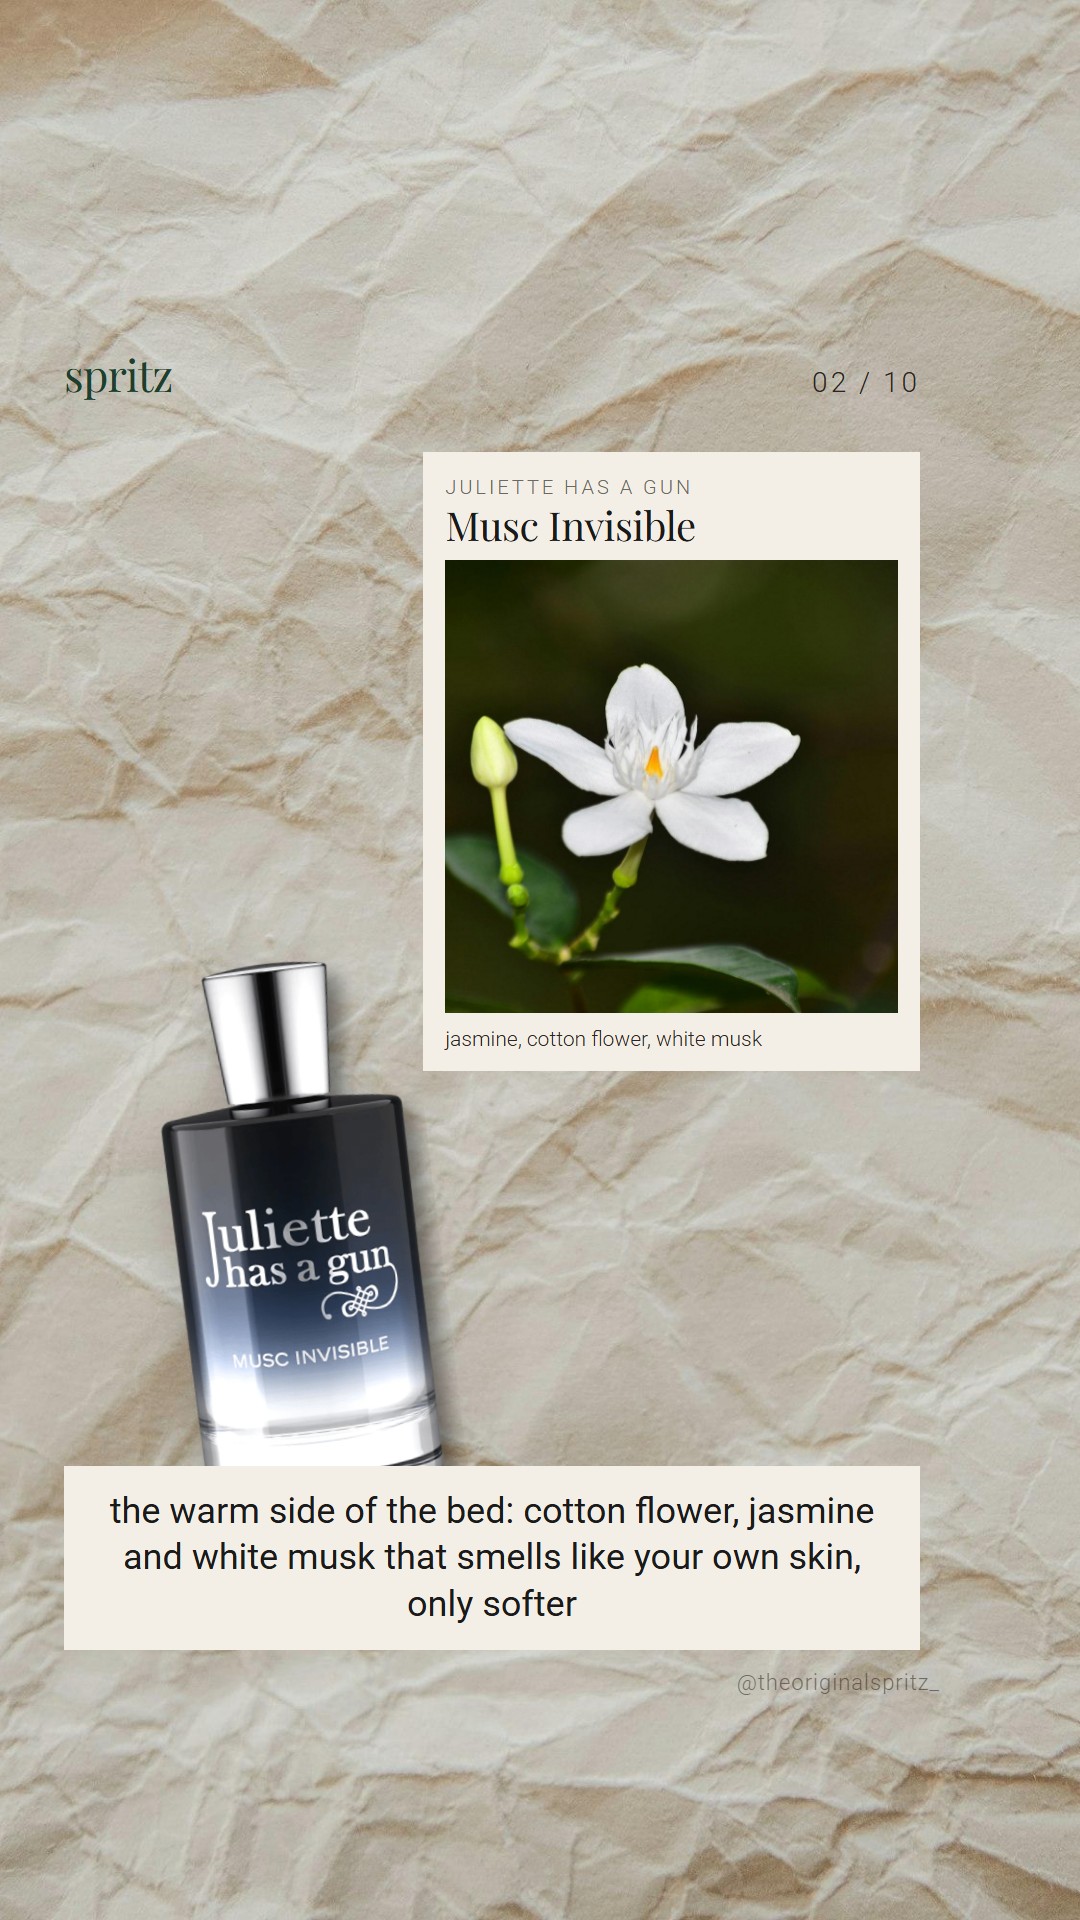 spritz
02 / 10
JULIETTE HAS A GUN
Musc Invisible
jasmine, cotton flower, white musk
Juliette
has a gun
MUSC INVISIBLE
the warm side of the bed: cotton flower, jasmine
and white musk that smells like your own skin,
only softer
@theoriginalspritz_